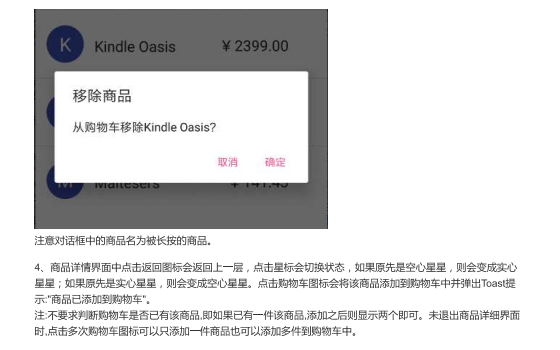 K Kindle Oasis ¥ 2399.00
移除商品
从购物车移除Kindle Oasis?
取消 确定
Maltesers ¥ 141.43
注意对话框中的商品名为被长按的商品。
4、商品详情界面中点击返回图标会返回上一层，点击星标会切换状态，如果原先是空心星星，则会变成实心
星星；如果原先是实心星星，则会变成空心星星。点击购物车图标会将该商品添加到购物车中并弹出Toast提
示:"商品已添加到购物车"。
注:不要求判断购物车是否已有该商品,即如果已有一件该商品,添加之后则显示两个即可。未退出商品详细界面
时,点击多次购物车图标可以只添加一件商品也可以添加多件到购物车中。